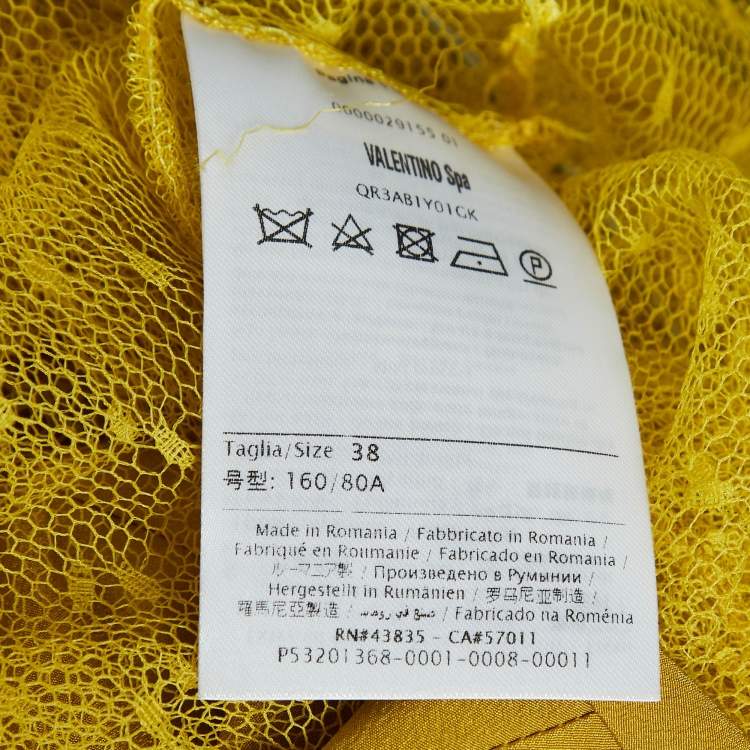 0000029155 01
VALENTINO Spa
QR3AB1Y01GK
P
Taglia/Size 38
号型: 160/80A
Made in Romania / Fabbricato in Romania /
Fabriqué en Roumanie / Fabricado en Romania /
ルーマニア製 / Произведено в Румынии /
Hergestellt in Rumänien / 罗马尼亚制造 /
羅馬尼亞製造 / صنع في رومانيا / Fabricado na Roménia
RN#43835 - CA#57011
P53201368-0001-0008-00011